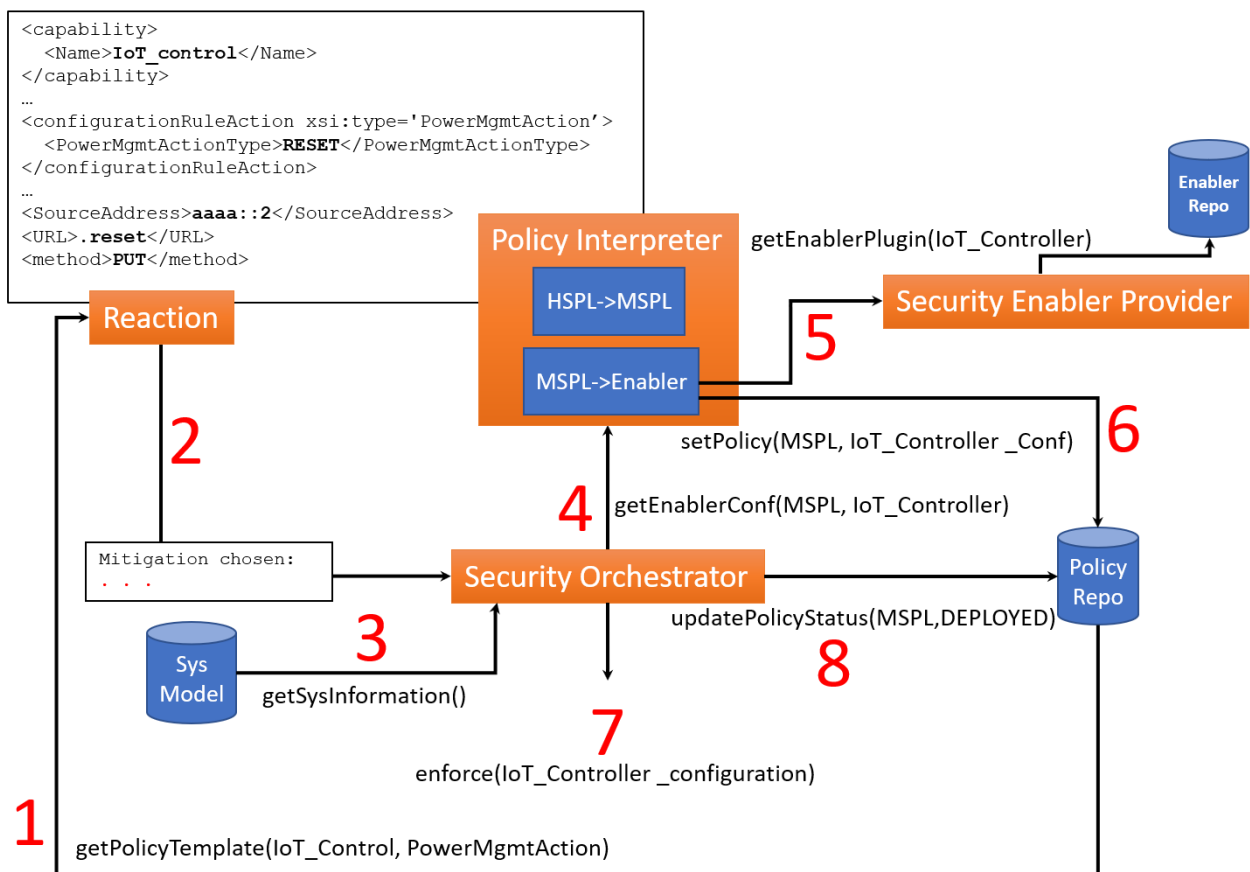 <capability>
  <Name>IoT_control</Name>
</capability>
…
<configurationRuleAction xsi:type='PowerMgmtAction’>
  <PowerMgmtActionType>RESET</PowerMgmtActionType>
</configurationRuleAction>
…
<SourceAddress>aaaa::2</SourceAddress>
<URL>.reset</URL>
<method>PUT</method>
Reaction
Policy Interpreter
HSPL->MSPL
MSPL->Enabler
getEnablerPlugin(IoT_Controller)
Enabler
Repo
Security Enabler Provider
5
2
setPolicy(MSPL, IoT_Controller _Conf)
6
4
getEnablerConf(MSPL, IoT_Controller)
Mitigation chosen:
. . .
Security Orchestrator
Policy
Repo
updatePolicyStatus(MSPL,DEPLOYED)
8
3
Sys
Model
getSysInformation()
7
enforce(IoT_Controller _configuration)
1
getPolicyTemplate(IoT_Control, PowerMgmtAction)